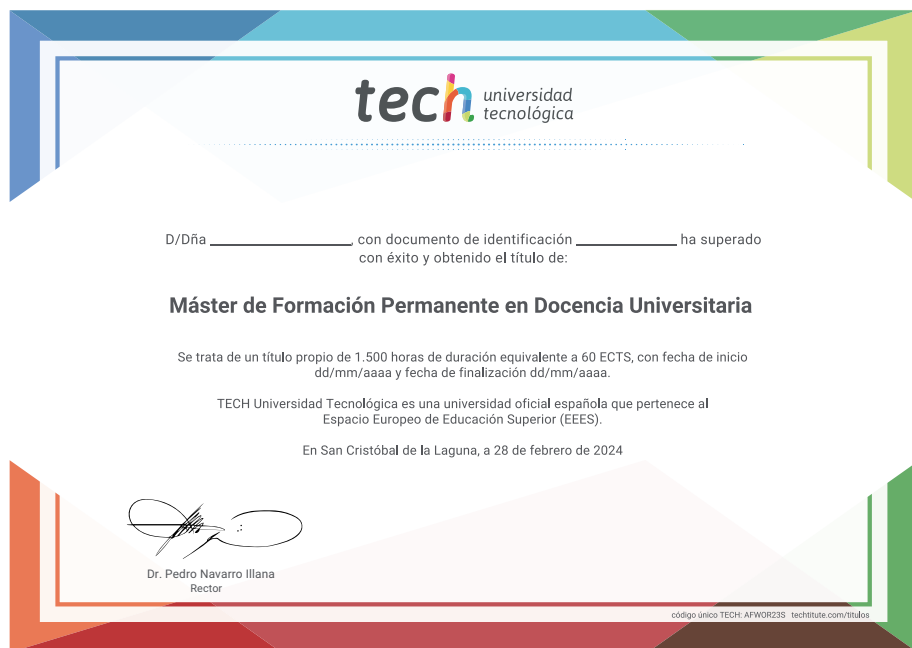 tech universidad
tecnológica
D/Dña ________________, con documento de identificación ____________ ha superado
con éxito y obtenido el título de:
Máster de Formación Permanente en Docencia Universitaria
Se trata de un título propio de 1.500 horas de duración equivalente a 60 ECTS, con fecha de inicio
dd/mm/aaaa y fecha de finalización dd/mm/aaaa.
TECH Universidad Tecnológica es una universidad oficial española que pertenece al
Espacio Europeo de Educación Superior (EEES).
En San Cristóbal de la Laguna, a 28 de febrero de 2024
Dr. Pedro Navarro Illana
Rector
código único TECH: AFWOR23S techtitute.com/titulos